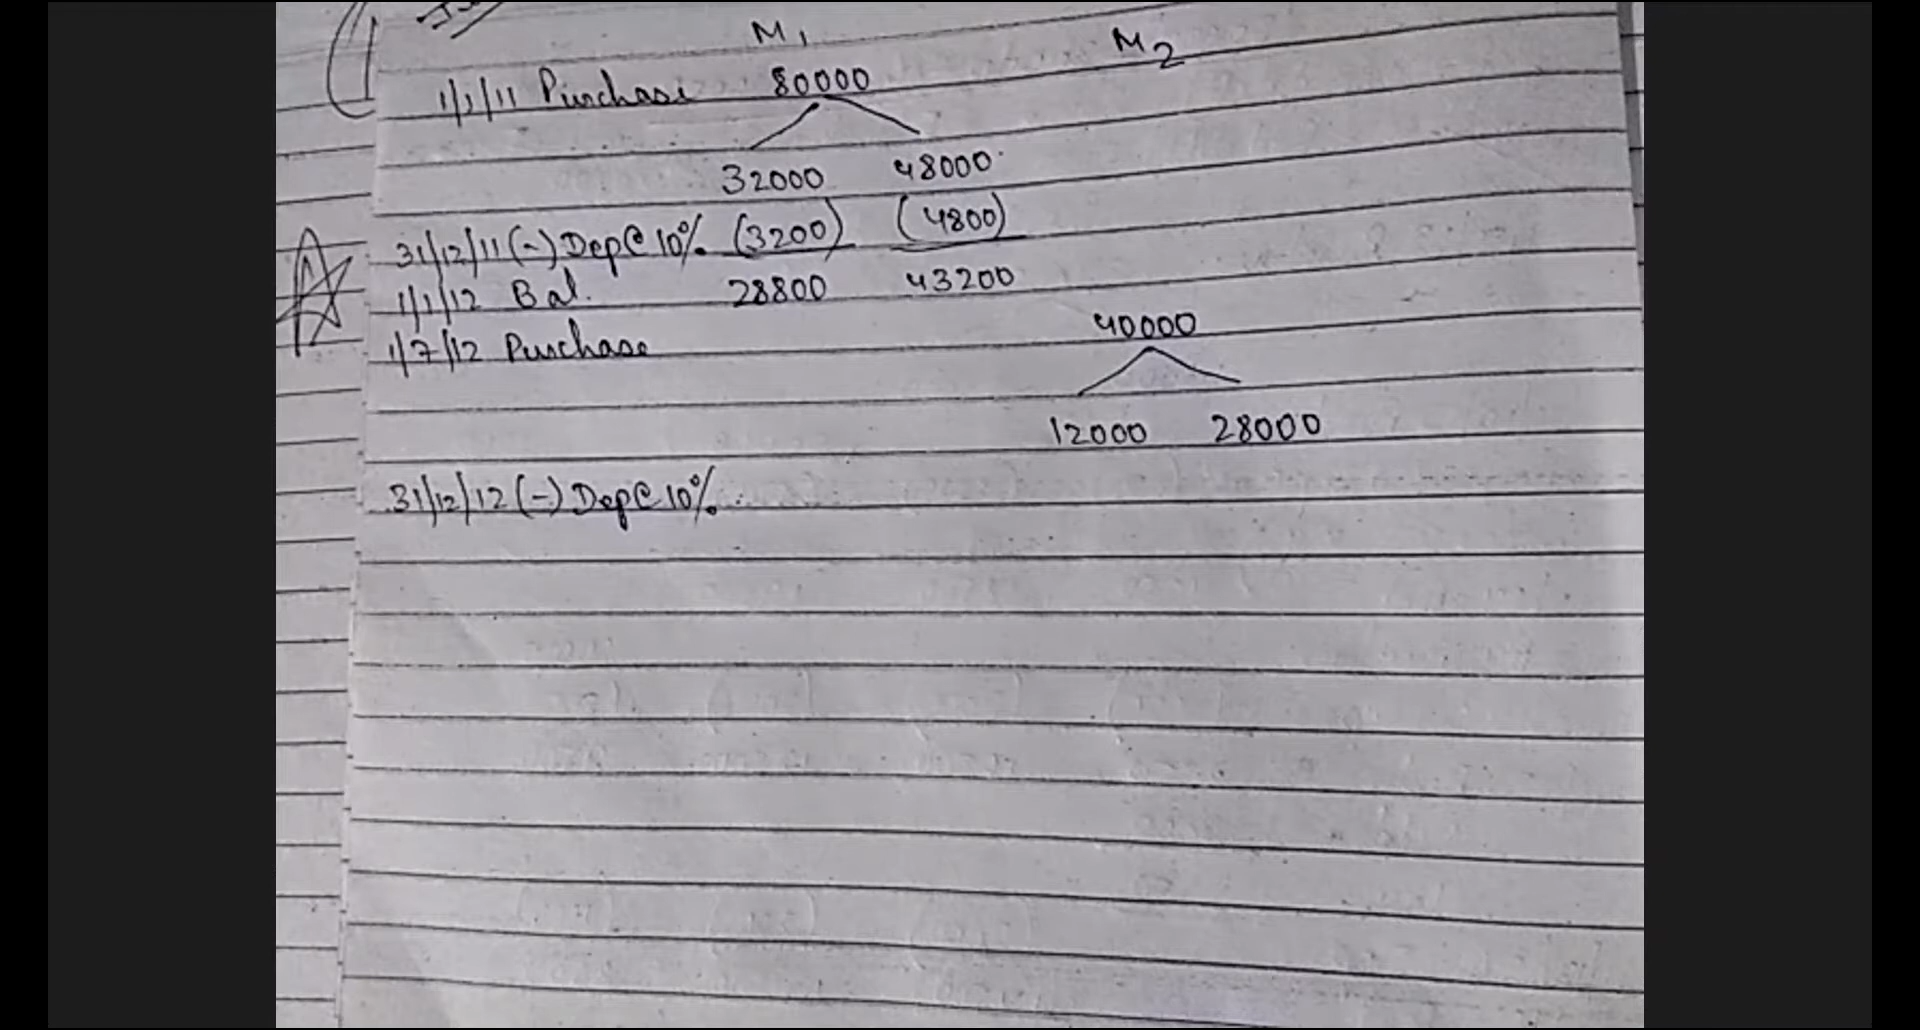 M1 M2
1/1/11 Purchase 80000
32000 48000
31/12/11 (-) Dep@ 10% (3200) (4800)
1/1/12 Bal. 28800 43200
1/7/12 Purchase 40000
12000 28000
31/12/12 (-) Dep@ 10%